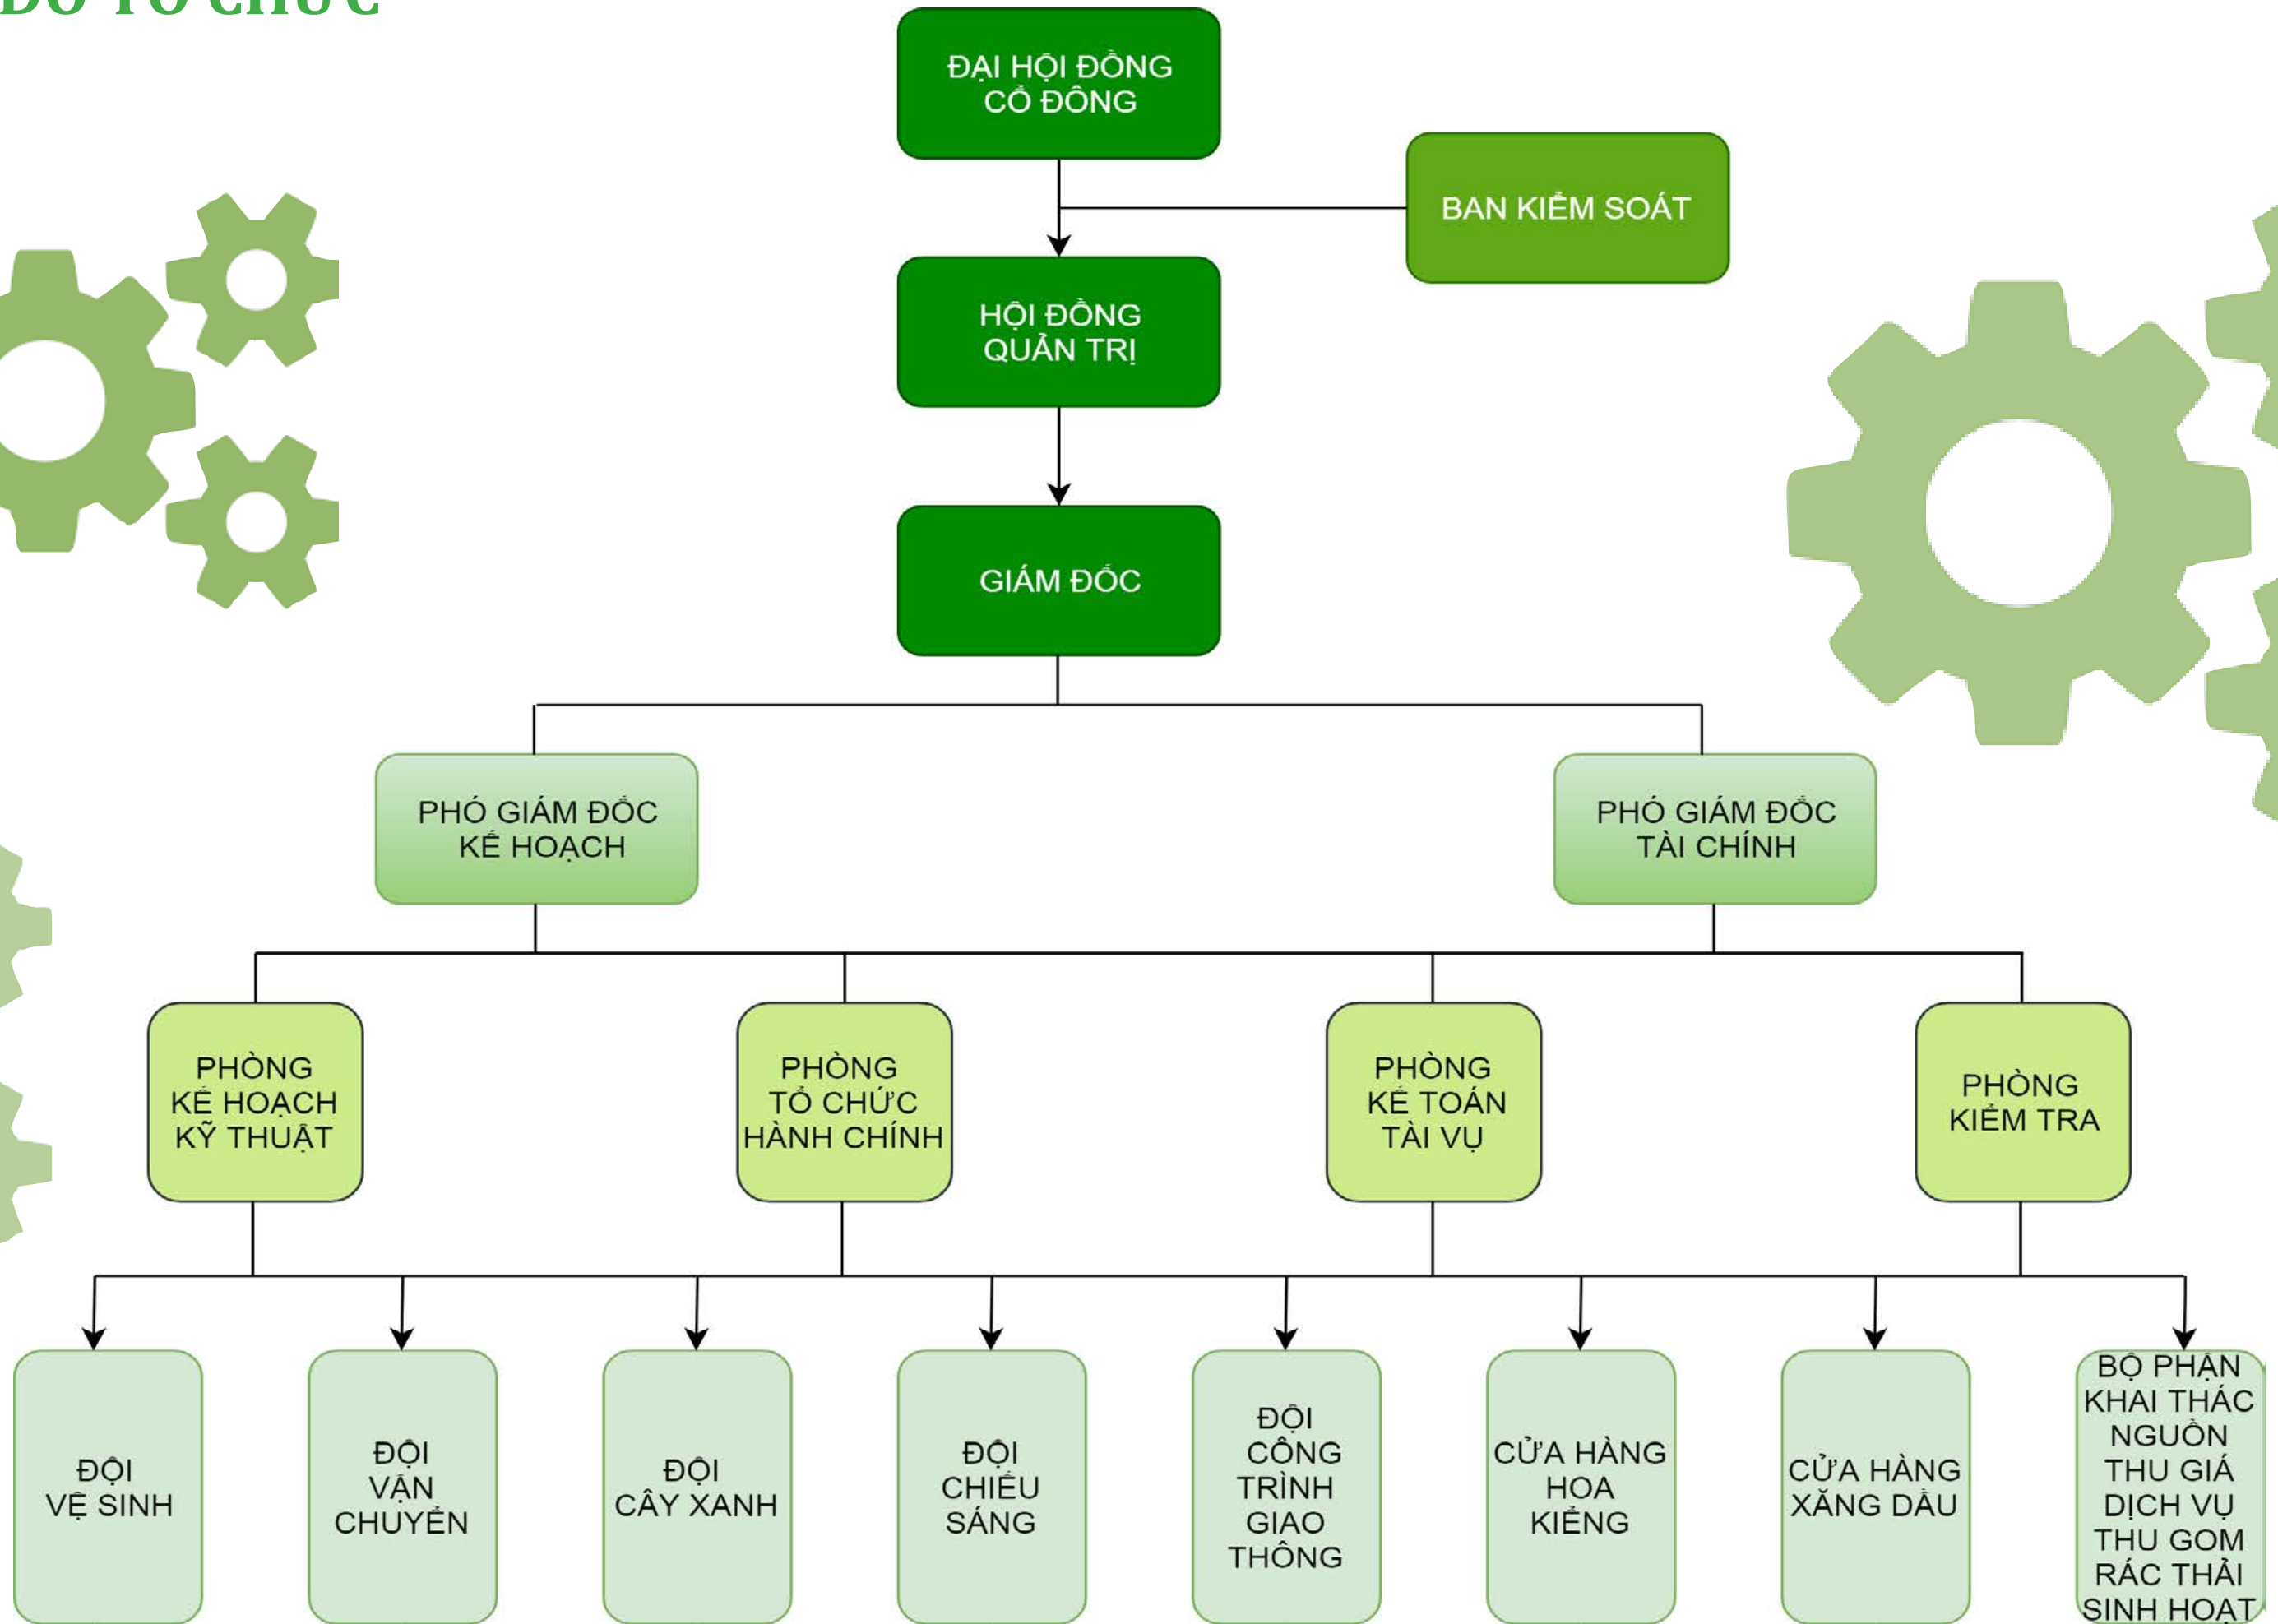 ĐỒ TỔ CHỨC
ĐẠI HỘI ĐỒNG
CỔ ĐÔNG
BAN KIỂM SOÁT
HỘI ĐỒNG
QUẢN TRỊ
GIÁM ĐỐC
PHÓ GIÁM ĐỐC
KẾ HOẠCH
PHÓ GIÁM ĐỐC
TÀI CHÍNH
PHÒNG
KẾ HOẠCH
KỸ THUẬT
PHÒNG
TỔ CHỨC
HÀNH CHÍNH
PHÒNG
KẾ TOÁN
TÀI VỤ
PHÒNG
KIỂM TRA
ĐỘI
VỆ SINH
ĐỘI
VẬN
CHUYỂN
ĐỘI
CÂY XANH
ĐỘI
CHIẾU
SÁNG
ĐỘI
CÔNG
TRÌNH
GIAO
THÔNG
CỬA HÀNG
HOA
KIỂNG
CỬA HÀNG
XĂNG DẦU
BỘ PHẬN
KHAI THÁC
NGUỒN
THU GIÁ
DỊCH VỤ
THU GOM
RÁC THẢI
SINH HOẠT